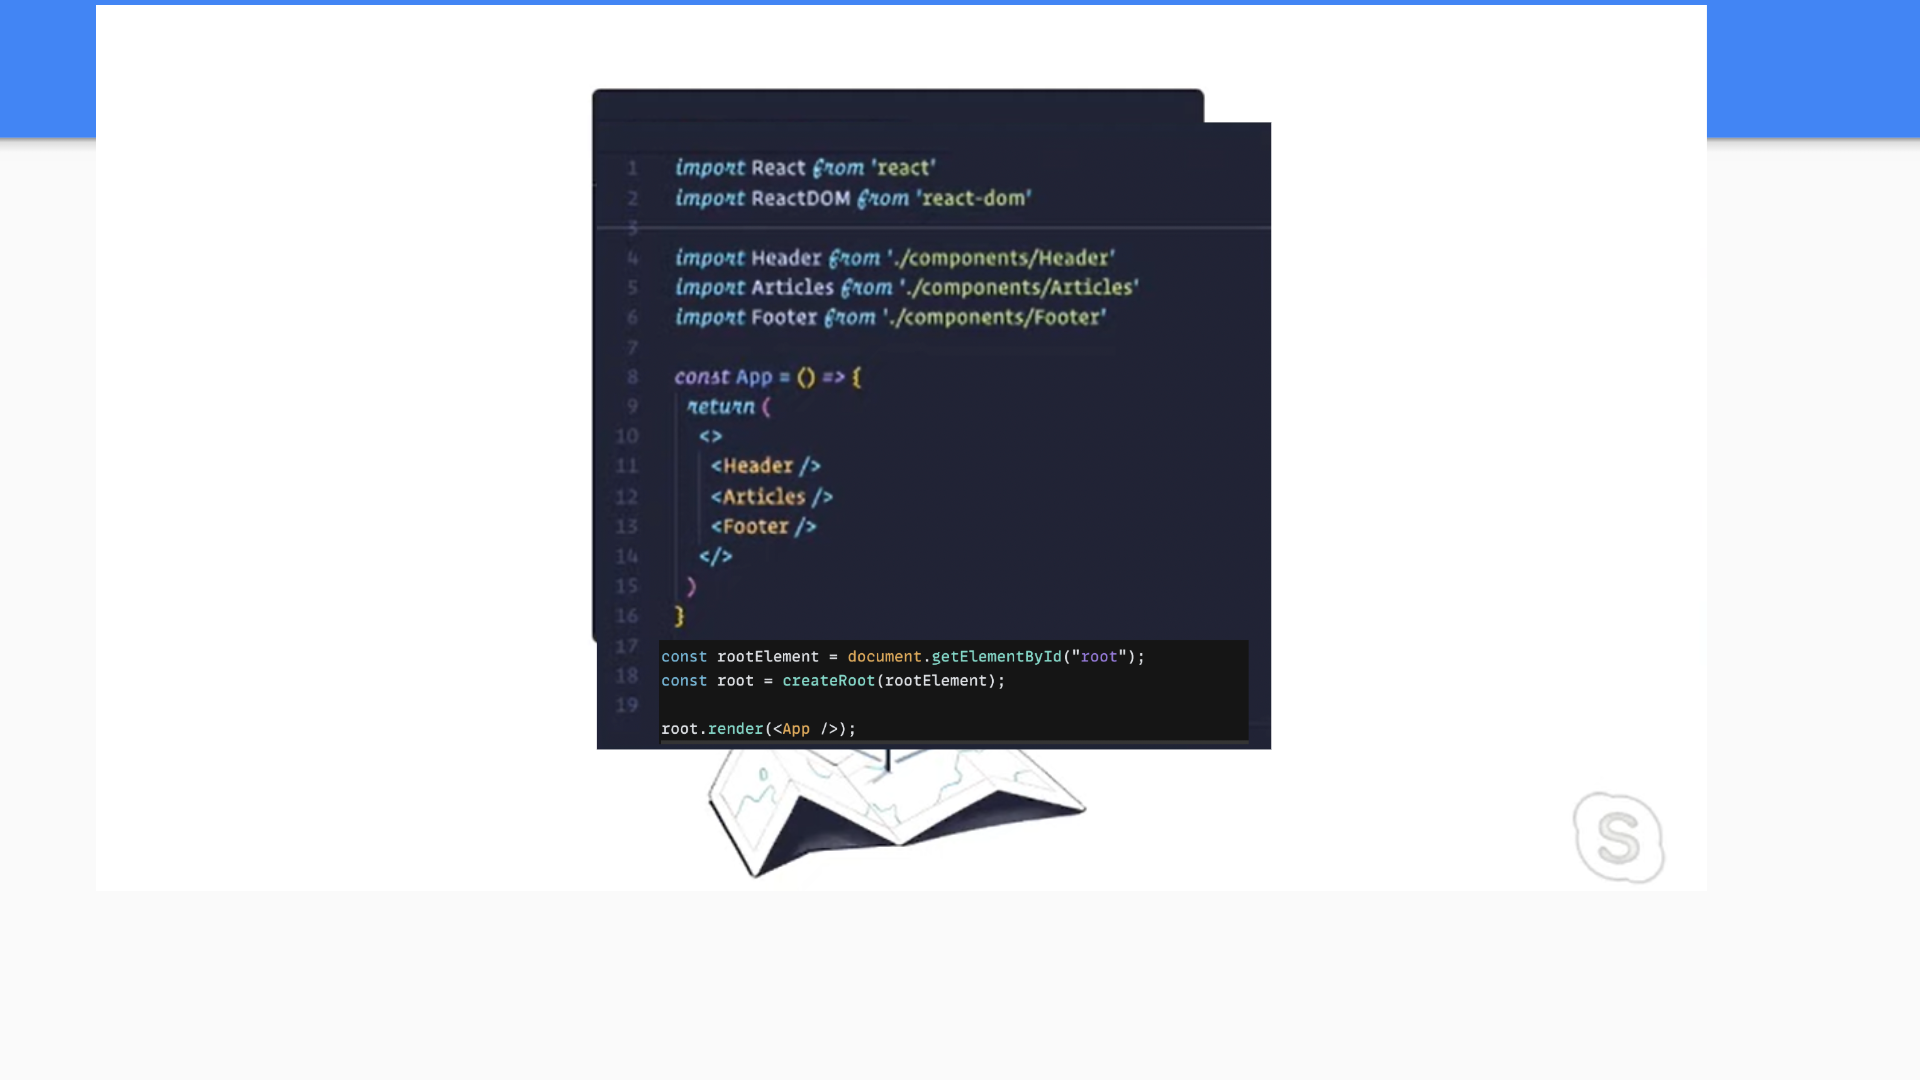 1 import React from 'react'
2 import ReactDOM from 'react-dom'
3
4 import Header from './components/Header'
5 import Articles from './components/Articles'
6 import Footer from './components/Footer'
7
8 const App = () => {
9 return (
10 <>
11 <Header />
12 <Articles />
13 <Footer />
14 </>
15 )
16 }
17 const rootElement = document.getElementById("root");
18 const root = createRoot(rootElement);
19
root.render(<App />);
S